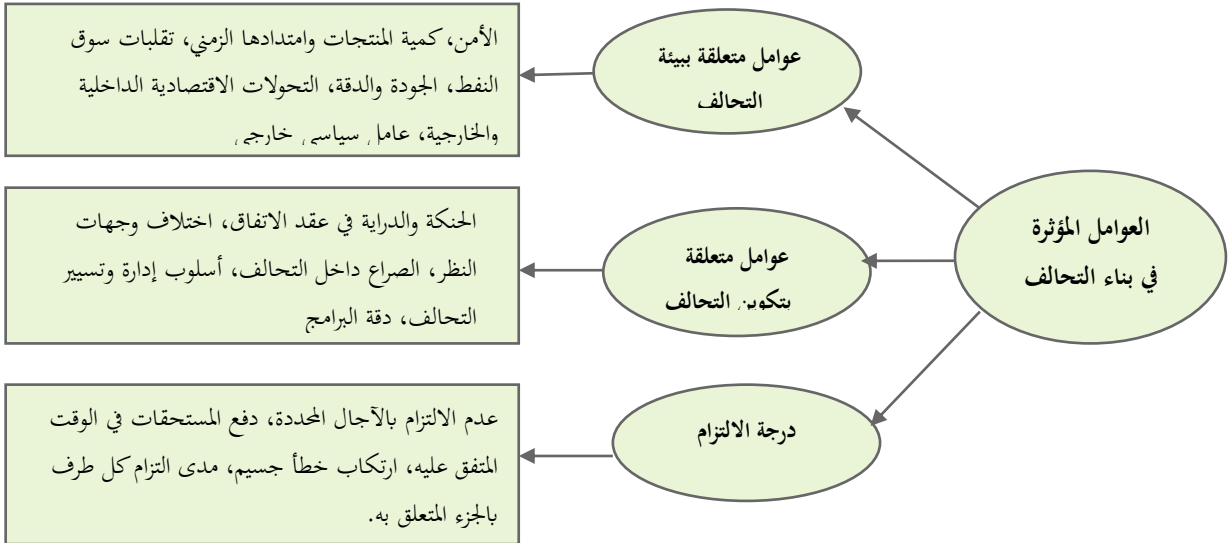 العوامل المؤثرة
في بناء التحالف
عوامل متعلقة ببيئة
التحالف
الأمن، كمية المنتجات وامتدادها الزمني، تقلبات سوق
النفط، الجودة والدقة، التحولات الاقتصادية الداخلية
والخارجية، عامل سياسي خارجي
عوامل متعلقة
بتكوين التحالف
الحنكة والدراية في عقد الاتفاق، اختلاف وجهات
النظر، الصراع داخل التحالف، أسلوب إدارة وتسيير
التحالف، دقة البرامج
درجة الالتزام
عدم الالتزام بالآجال المحددة، دفع المستحقات في الوقت
المتفق عليه، ارتكاب خطأ جسيم، مدى التزام كل طرف
بالجزء المتعلق به.